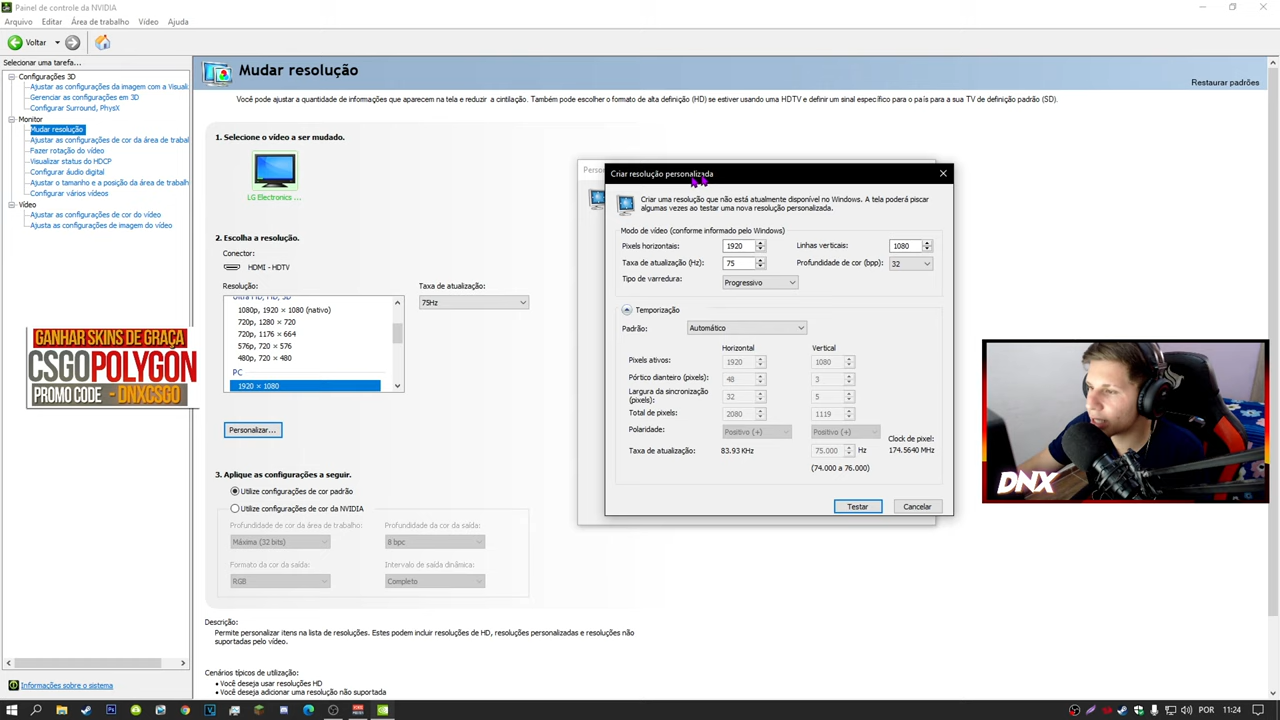 Painel de controle da NVIDIA
Arquivo Editar Área de trabalho Vídeo Ajuda
Voltar
Selecionar uma tarefa...
Configurações 3D
Ajustar as configurações da imagem com a Visuali
Gerenciar as configurações em 3D
Configurar Surround, PhysX
Monitor
Mudar resolução
Ajustar as configurações de cor da área de trabal
Fazer rotação do vídeo
Visualizar status do HDCP
Configurar áudio digital
Ajustar o tamanho e a posição da área de trabalh
Configurar vários vídeos
Vídeo
Ajustar as configurações de cor do vídeo
Ajusta as configurações de imagem do vídeo
Informações sobre o sistema
Mudar resolução
Restaurar padrões
Você pode ajustar a quantidade de informações que aparecem na tela e reduzir a cintilação. Também pode escolher o formato de alta definição (HD) se estiver usando uma HDTV e definir um sinal específico para o país para a sua TV de definição padrão (SD).
1. Selecione o vídeo a ser mudado.
LG Electronics ...
2. Escolha a resolução.
Conector:
HDMI - HDTV
Resolução:
Taxa de atualização:
75Hz
Ultra HD, HD, SD
1080p, 1920 × 1080 (nativo)
720p, 1280 × 720
720p, 1176 × 664
576p, 720 × 576
480p, 720 × 480
PC
1920 × 1080
Personalizar...
3. Aplique as configurações a seguir.
Utilize configurações de cor padrão
Utilize configurações de cor da NVIDIA
Profundidade de cor da área de trabalho:
Profundidade da cor da saída:
Máxima (32 bits)
8 bpc
Formato da cor da saída:
Intervalo de saída dinâmica:
RGB
Completo
Descrição:
Permite personalizar itens na lista de resoluções. Estes podem incluir resoluções de HD, resoluções personalizadas e resoluções não
suportadas pelo vídeo.
Cenários típicos de utilização:
Você deseja usar resoluções HD
Você deseja adicionar uma resolução não suportada
Perso
Criar resolução personalizada
Criar uma resolução que não está atualmente disponível no Windows. A tela poderá piscar
algumas vezes ao testar uma nova resolução personalizada.
Modo de vídeo (conforme informado pelo Windows)
Pixels horizontais: 1920 Linhas verticais: 1080
Taxa de atualização (Hz): 75 Profundidade de cor (bpp): 32
Tipo de varredura: Progressivo
Temporização
Padrão: Automático
Horizontal Vertical
Pixels ativos: 1920 1080
Pórtico dianteiro (pixels): 48 3
Largura da sincronização
(pixels): 32 5
Total de pixels: 2080 1119
Polaridade: Positivo (+) Positivo (+)
Clock de pixel:
Taxa de atualização: 83.93 KHz 75.000 Hz 174.5640 MHz
(74.000 a 76.000)
Testar Cancelar
GANHAR SKINS DE GRAÇA
CSGOPOLYGON
PROMO CODE - DNXCSGO
DNX
POR 11:24